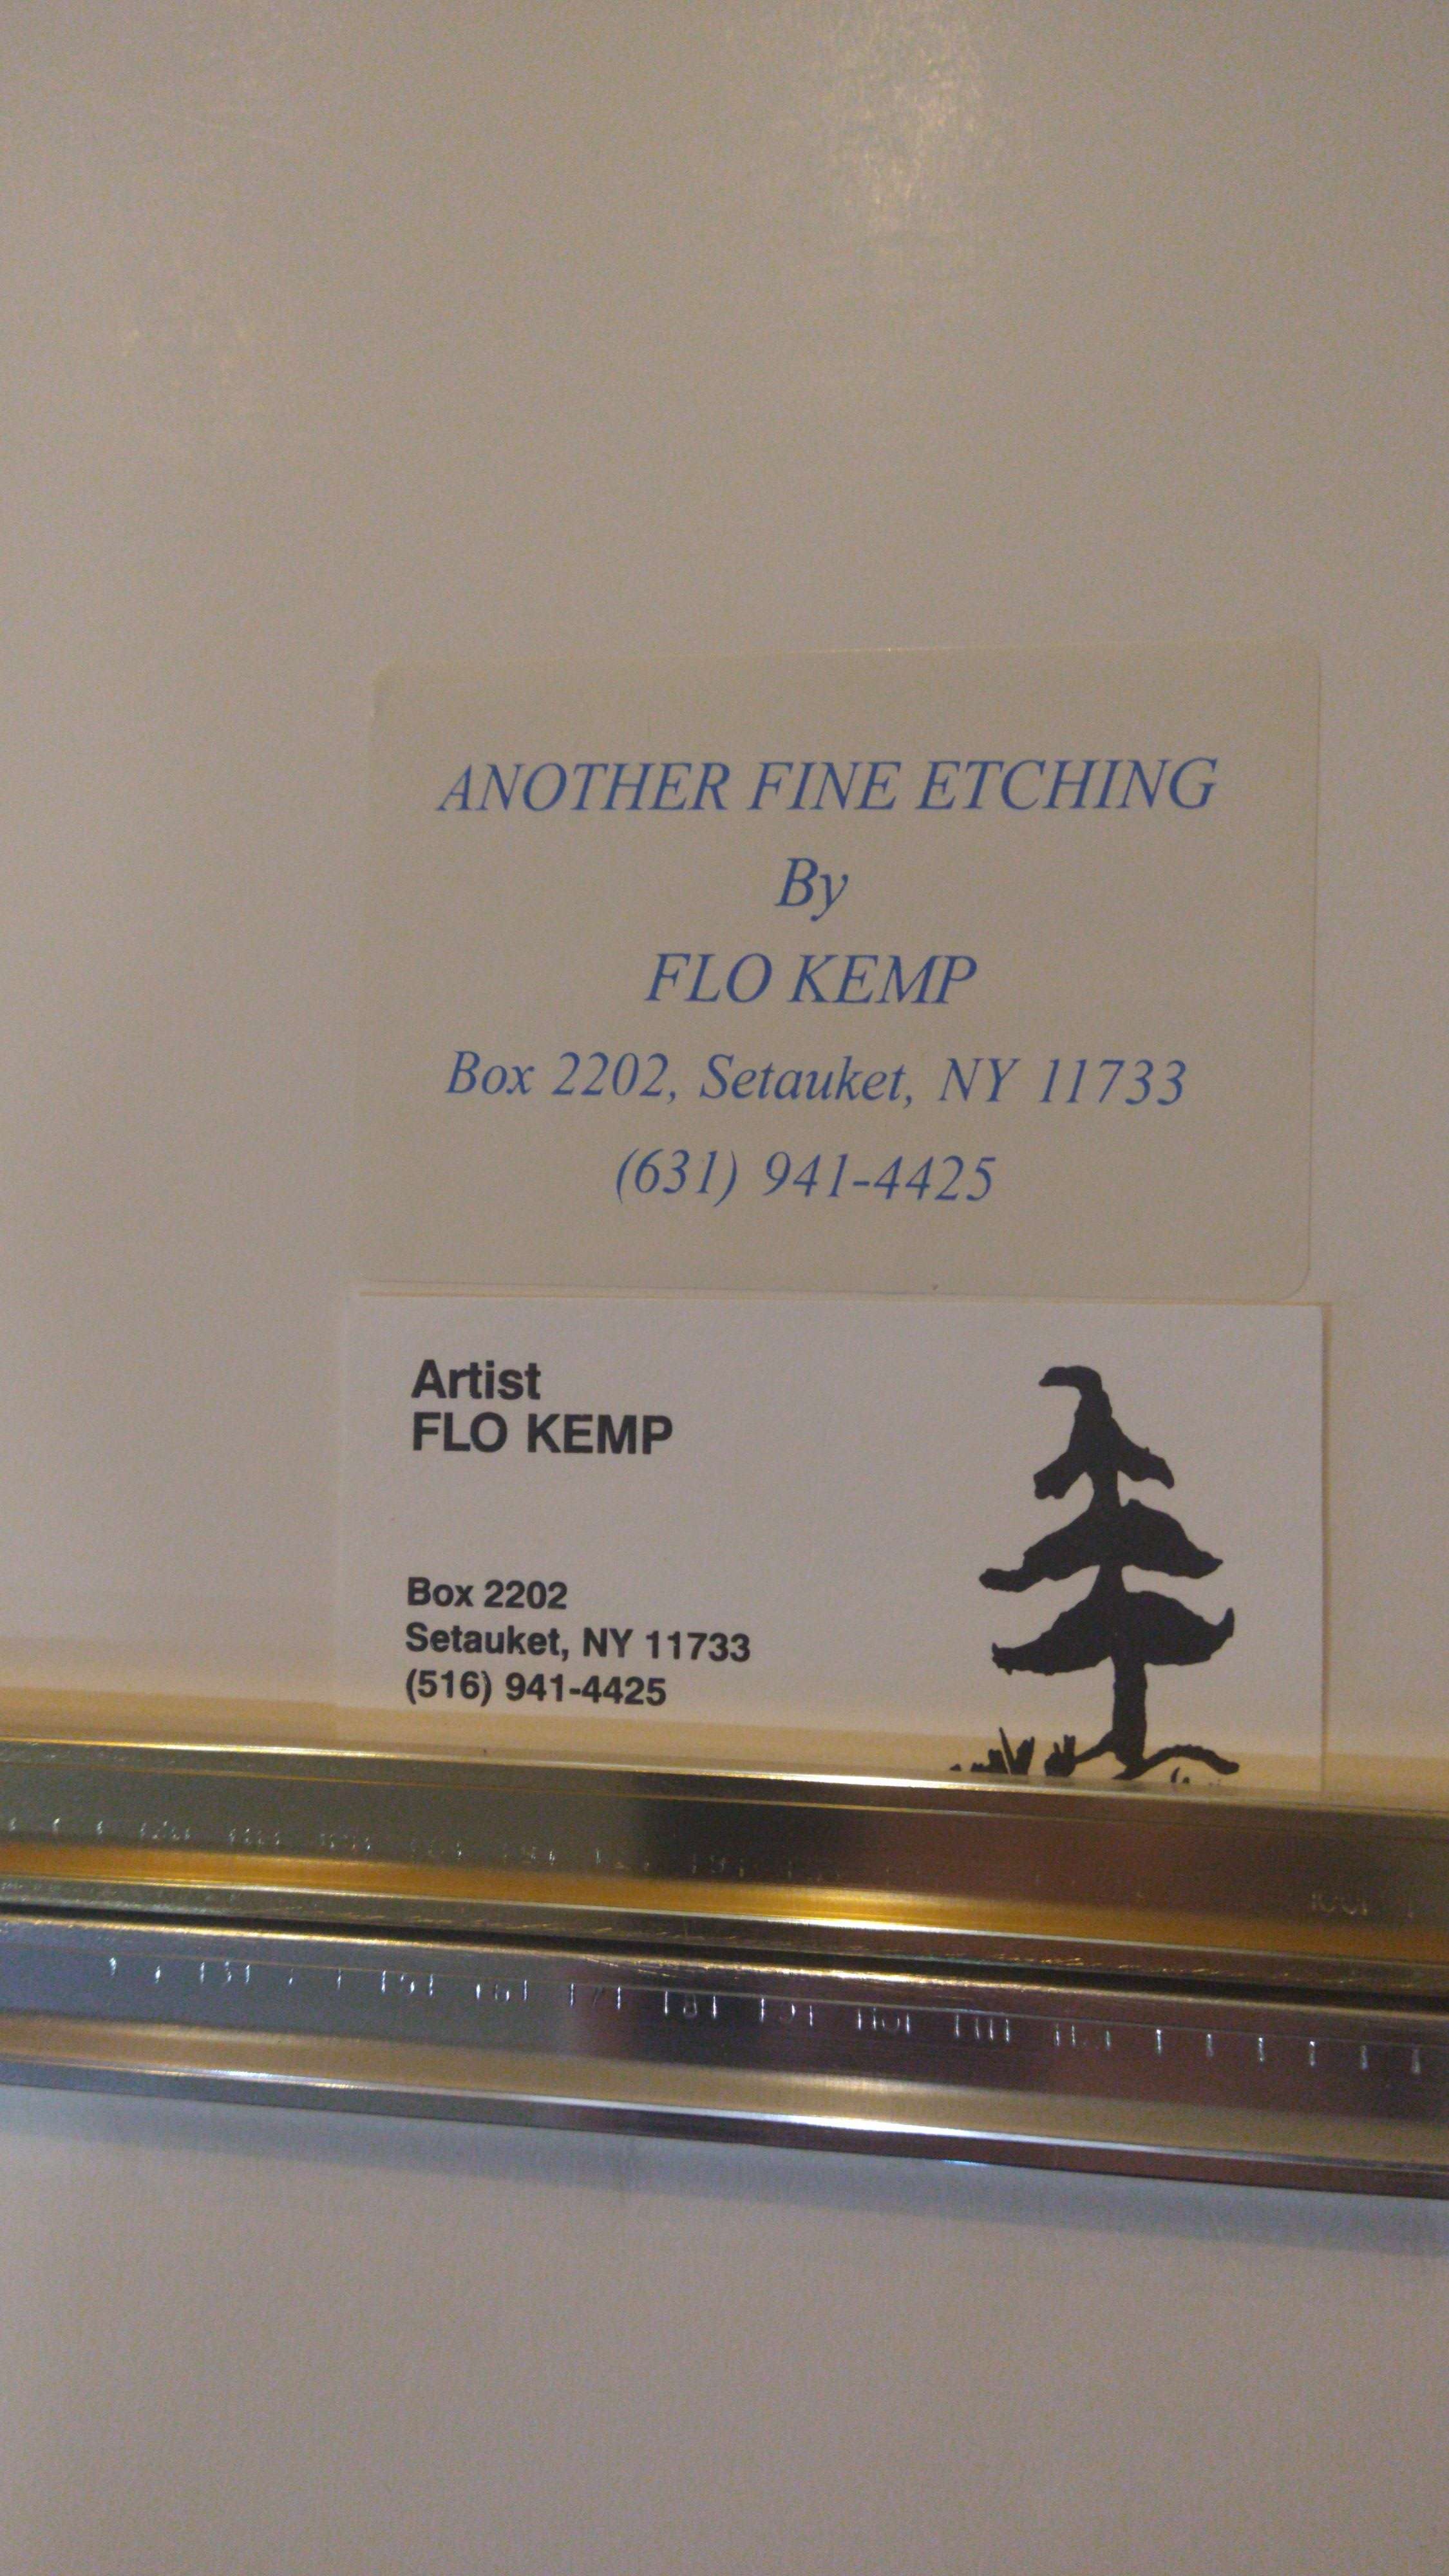 ANOTHER FINE ETCHING
By
FLO KEMP
Box 2202, Setauket, NY 11733
(631) 941-4425
Artist
FLO KEMP
Box 2202
Setauket, NY 11733
(516) 941-4425